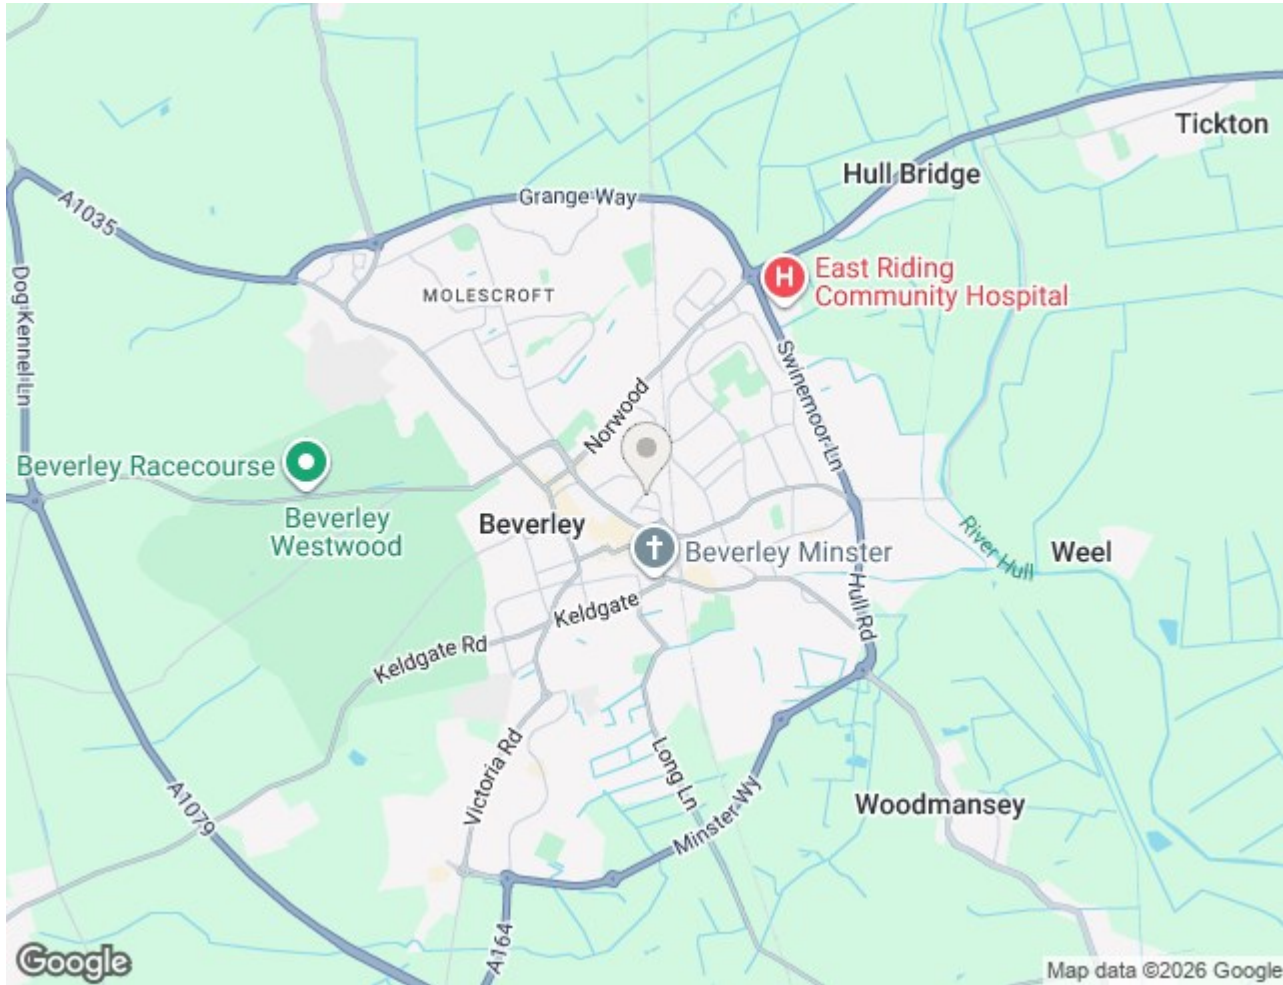 Tickton
Hull Bridge
Grange Way
A1035
East Riding
Community Hospital
Dog Kennel Ln
MOLESCROFT
Swinemoor Ln
Norwood
Beverley Racecourse
Beverley
Westwood
Beverley
Beverley Minster
River Hull
Weel
Hull Rd
Keldgate
Keldgate Rd
Victoria Rd
Long Ln
A1079
Minster Wy
Woodmansey
A164
Google
Map data ©2026 Google